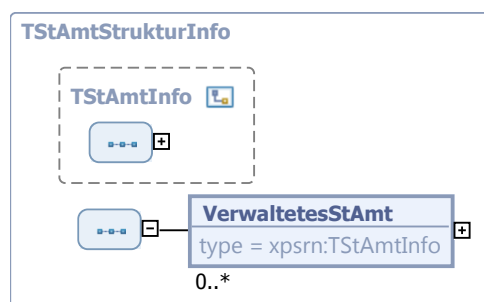 TStAmtStrukturInfo
TStAmtInfo
VerwaltetesStAmt
type = xpsrn:TStAmtInfo
0..*